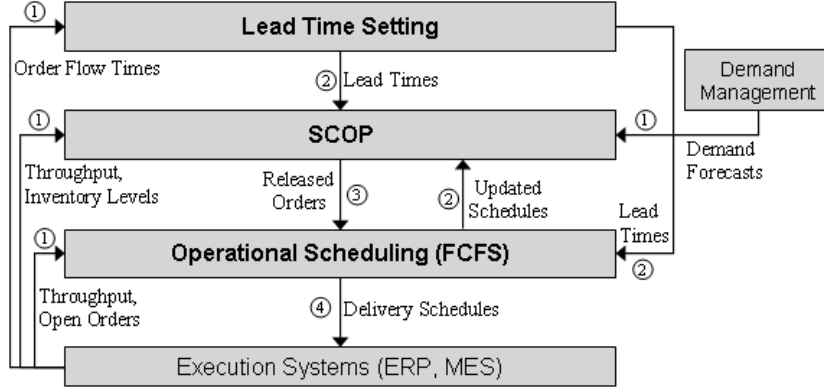 ①
Lead Time Setting
Order Flow Times
② Lead Times
Demand
Management
①
SCOP
①
Throughput,
Inventory Levels
Released
Orders
③
②
Updated
Schedules
Demand
Forecasts
Lead
Times
①
Operational Scheduling (FCFS)
②
Throughput,
Open Orders
④ Delivery Schedules
Execution Systems (ERP, MES)